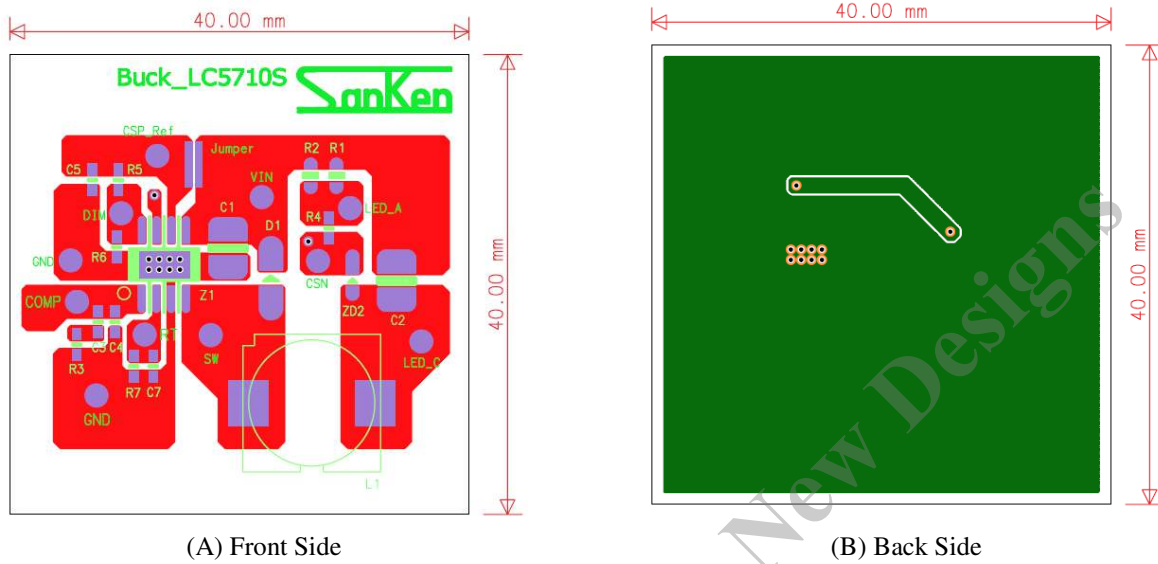 40.00 mm
Buck_LC5710S SanKen
CSP_Ref
Jumper
R2 R1
C5 R5
VIN
DIM
C1
LED_A
D1
R4
R6
GND
CSN
COMP
Z1
ZD2
C2
RT
C3 C4
SW
R3
LED_C
R7 C7
GND
L1
40.00 mm
(A) Front Side
40.00 mm
40.00 mm
New Designs
(B) Back Side